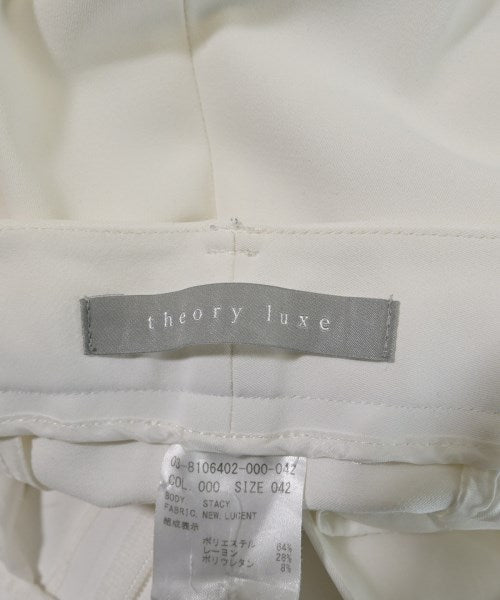 theory luxe
03-8106402-000-042
COL. 000 SIZE 042
BODY. STACY
FABRIC. NEW. LUCENT
組成表示
ポリエステル 64%
レーヨン 28%
ポリウレタン 8%